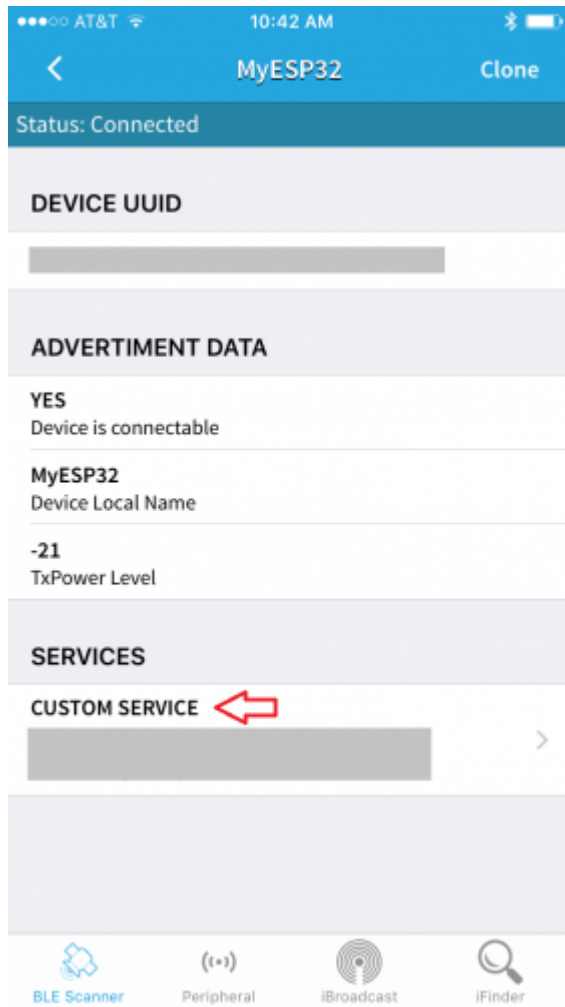 AT&T 10:42 AM
MyESP32 Clone
Status: Connected
DEVICE UUID
ADVERTIMENT DATA
YES
Device is connectable
MyESP32
Device Local Name
-21
TxPower Level
SERVICES
CUSTOM SERVICE
BLE Scanner Peripheral iBroadcast iFinder